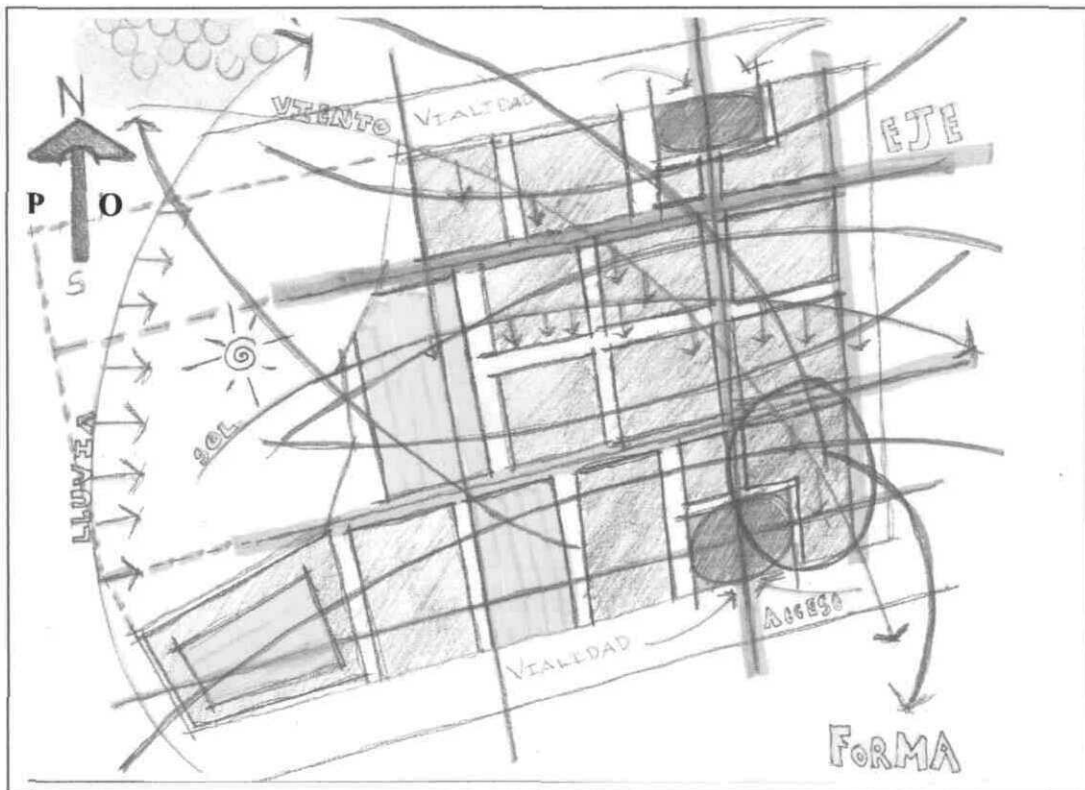 N
VIENTO
VIALIDAD
EJE
P O
S
SOL
LLUVIA
ACCESO
VIALIDAD
FORMA